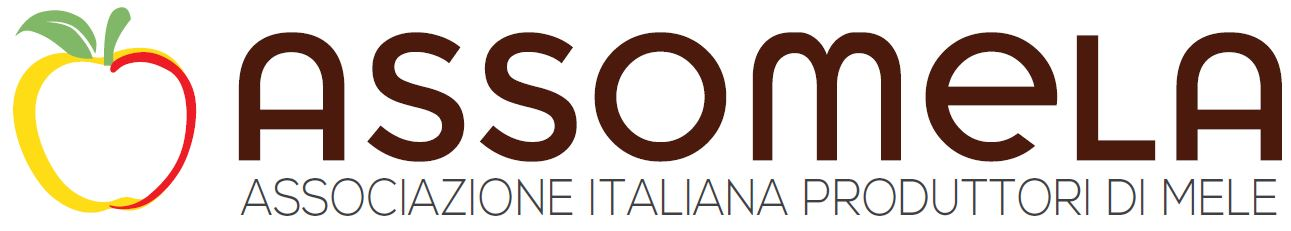 ASSOMeLA
ASSOCIAZIONE ITALIANA PRODUTTORI DI MELE